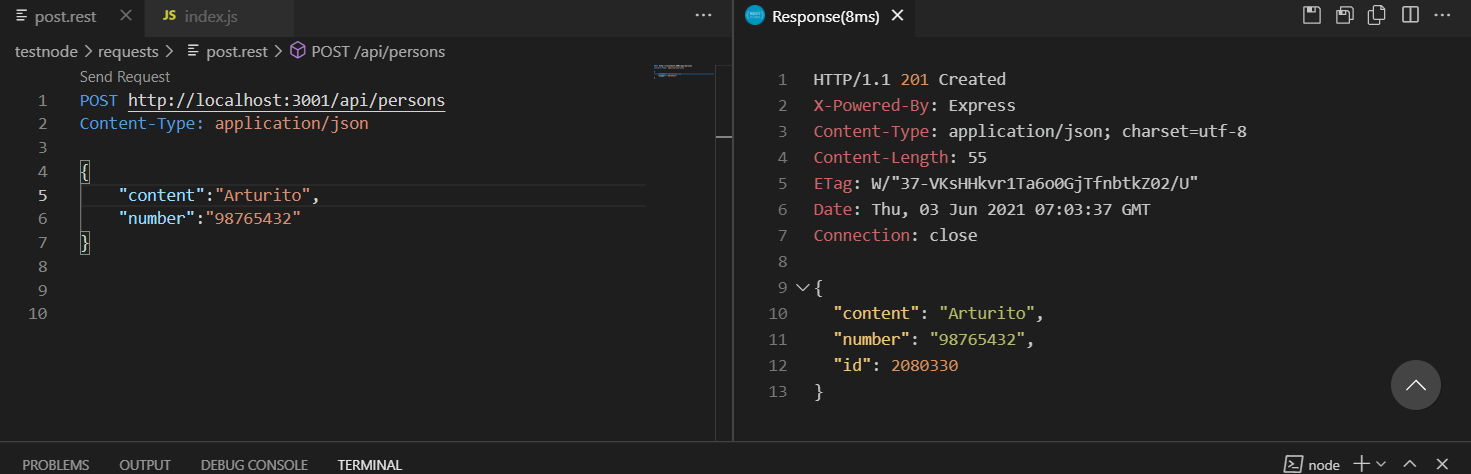 post.rest
JS index.js
testnode > requests > post.rest > POST /api/persons
Send Request
1 POST http://localhost:3001/api/persons
2 Content-Type: application/json
3
4 {
5 "content":"Arturito",
6 "number":"98765432"
7 }
8
9
10
Response(8ms)
1 HTTP/1.1 201 Created
2 X-Powered-By: Express
3 Content-Type: application/json; charset=utf-8
4 Content-Length: 55
5 ETag: W/"37-VKsHHkvr1Ta6o0GjTfnbtkZ02/U"
6 Date: Thu, 03 Jun 2021 07:03:37 GMT
7 Connection: close
8
9 {
10 "content": "Arturito",
11 "number": "98765432",
12 "id": 2080330
13 }
PROBLEMS OUTPUT DEBUG CONSOLE TERMINAL
node